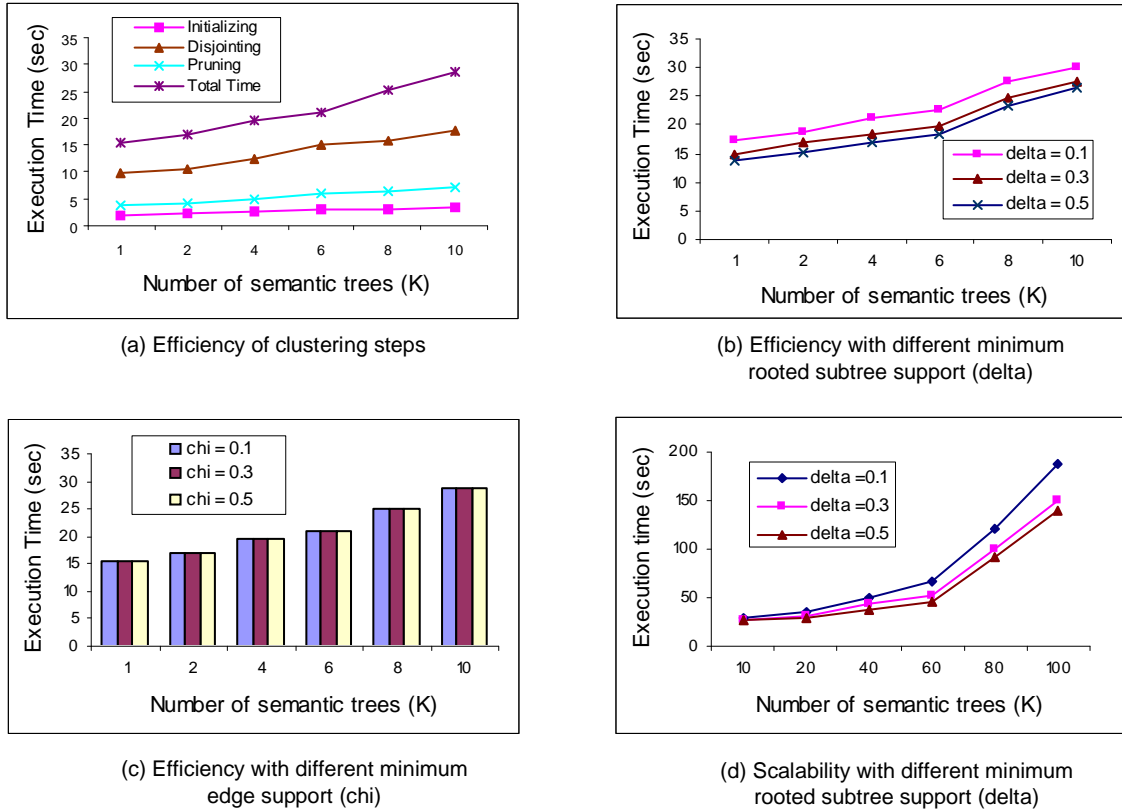 Initializing
Disjointing
Pruning
Total Time
Execution Time (sec)
35
30
25
20
15
10
5
0
1 2 4 6 8 10
Number of semantic trees (K)
(a) Efficiency of clustering steps
Execution Time (sec)
35
30
25
20
15
10
5
0
delta = 0.1
delta = 0.3
delta = 0.5
1 2 4 6 8 10
Number of semantic trees (K)
(b) Efficiency with different minimum
rooted subtree support (delta)
Execution Time (sec)
35
30
25
20
15
10
5
0
chi = 0.1
chi = 0.3
chi = 0.5
1 2 4 6 8 10
Number of semantic trees (K)
(c) Efficiency with different minimum
edge support (chi)
Execution time (sec)
200
150
100
50
0
delta =0.1
delta =0.3
delta =0.5
10 20 40 60 80 100
Number of semantic trees (K)
(d) Scalability with different minimum
rooted subtree support (delta)